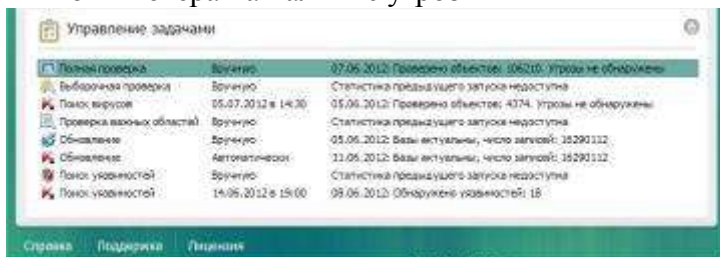 Управление задачами
Полная проверка Вручную 07.06.2012: Проверено объектов: 106210. Угрозы не обнаружены
Выборочная проверка Вручную Статистика предыдущего запуска недоступна
Поиск вирусов 05.07.2012 в 14:30 05.06.2012: Проверено объектов: 4374. Угрозы не обнаружены
Проверка важных областей Вручную Статистика предыдущего запуска недоступна
Обновление Вручную 05.06.2012: Базы актуальны, число записей: 16290112
Обновление Автоматически 11.06.2012: Базы актуальны, число записей: 16290112
Поиск уязвимостей Вручную Статистика предыдущего запуска недоступна
Поиск уязвимостей 14.06.2012 в 19:00 08.06.2012: Обнаружено уязвимостей: 18
Справка Поддержка Лицензия